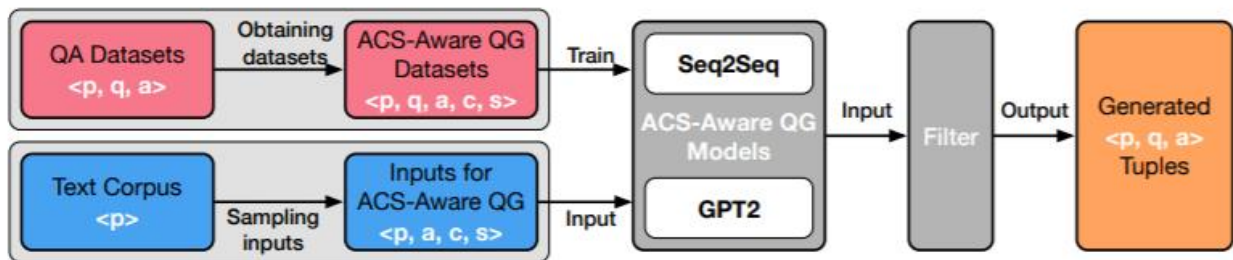 QA Datasets
<p, q, a>
Obtaining
datasets
ACS-Aware QG
Datasets
<p, q, a, c, s>
Train
Text Corpus
<p>
Sampling
inputs
Inputs for
ACS-Aware QG
<p, a, c, s>
Input
Seq2Seq
ACS-Aware QG
Models
GPT2
Input
Filter
Output
Generated
<p, q, a>
Tuples